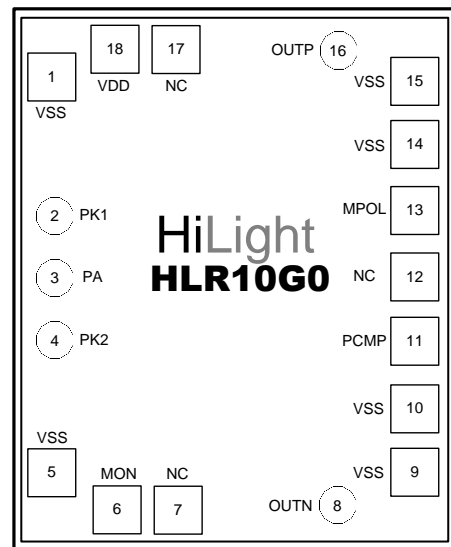 18 17 OUTP 16
1 VDD NC VSS 15
VSS
VSS 14
2 PK1 MPOL 13
HiLight
3 PA HLR10G0 NC 12
4 PK2 PCMP 11
VSS 10
VSS
5 MON NC VSS 9
6 7 OUTN 8